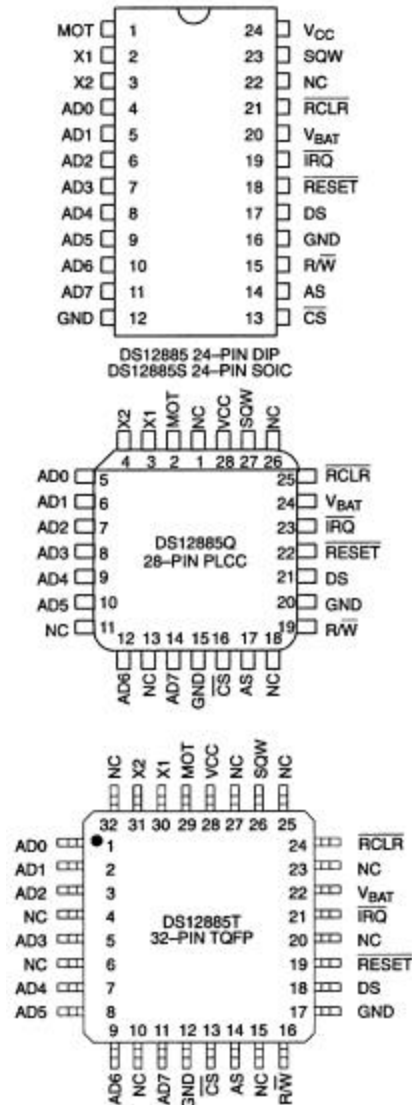 MOT 1 24 VCC
X1 2 23 SQW
X2 3 22 NC
AD0 4 21 RCLR
AD1 5 20 VBAT
AD2 6 19 IRQ
AD3 7 18 RESET
AD4 8 17 DS
AD5 9 16 GND
AD6 10 15 R/W
AD7 11 14 AS
GND 12 13 CS
DS12885 24–PIN DIP
DS12885S 24–PIN SOIC
X2 X1 MOT NC VCC SQW NC
4 3 2 1 28 27 26
AD0 5 25 RCLR
AD1 6 24 VBAT
AD2 7 23 IRQ
AD3 8 22 RESET
AD4 9 21 DS
AD5 10 20 GND
NC 11 19 R/W
DS12885Q
28–PIN PLCC
12 13 14 15 16 17 18
AD6 NC AD7 GND CS AS NC
NC X2 X1 MOT VCC NC SQW NC
32 31 30 29 28 27 26 25
AD0 1 24 RCLR
AD1 2 23 NC
AD2 3 22 VBAT
NC 4 21 IRQ
AD3 5 20 NC
NC 6 19 RESET
AD4 7 18 DS
AD5 8 17 GND
DS12885T
32–PIN TQFP
9 10 11 12 13 14 15 16
AD6 NC AD7 GND CS AS NC R/W